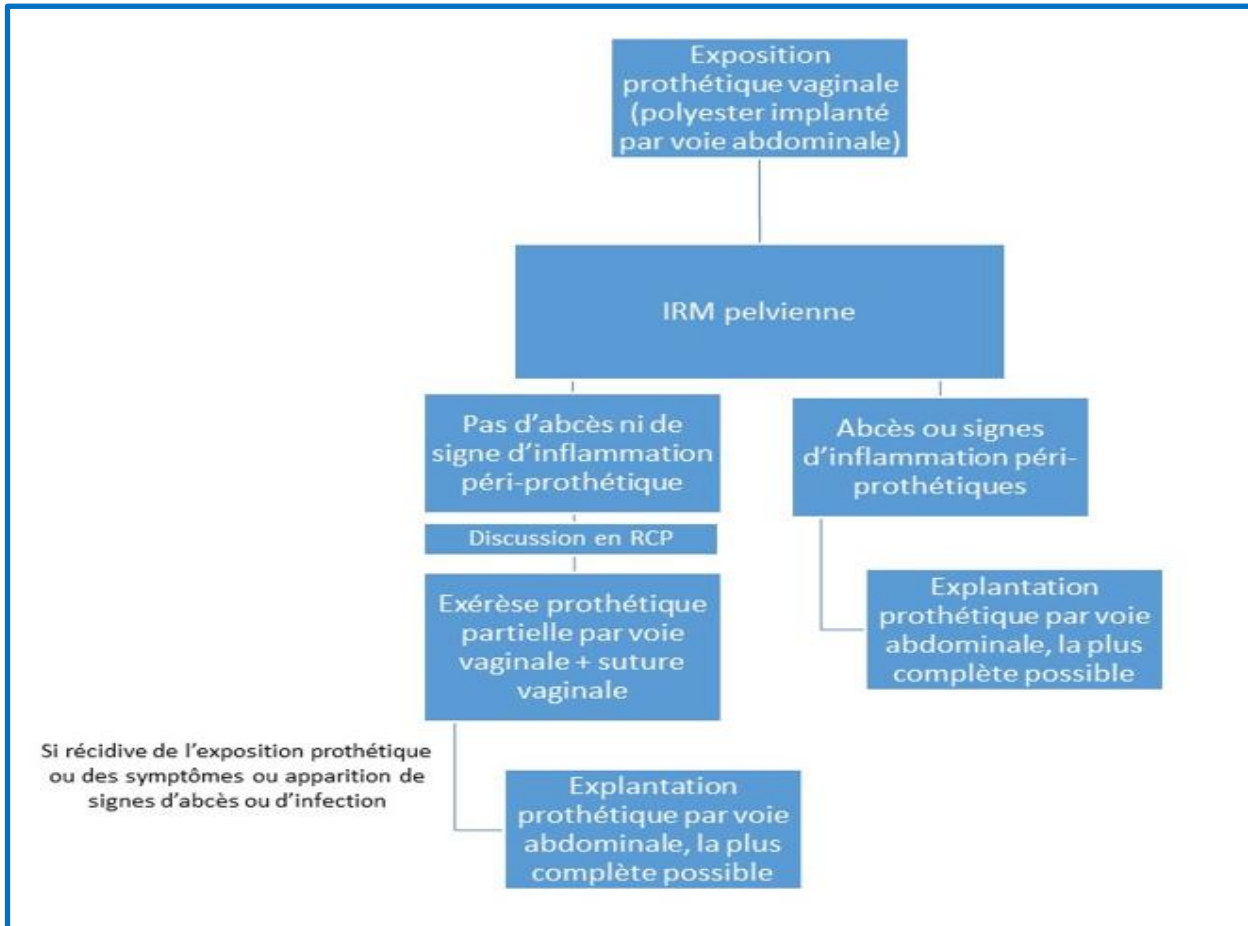 Exposition
prothétique vaginale
(polyester implanté
par voie abdominale)
IRM pelvienne
Pas d'abcès ni de
signe d'inflammation
péri-prothétique
Abcès ou signes
d'inflammation péri-
prothétiques
Discussion en RCP
Exérèse prothétique
partielle par voie
vaginale + suture
vaginale
Explantation
prothétique par voie
abdominale, la plus
complète possible
Si récidive de l'exposition prothétique
ou des symptômes ou apparition de
signes d'abcès ou d'infection
Explantation
prothétique par voie
abdominale, la plus
complète possible